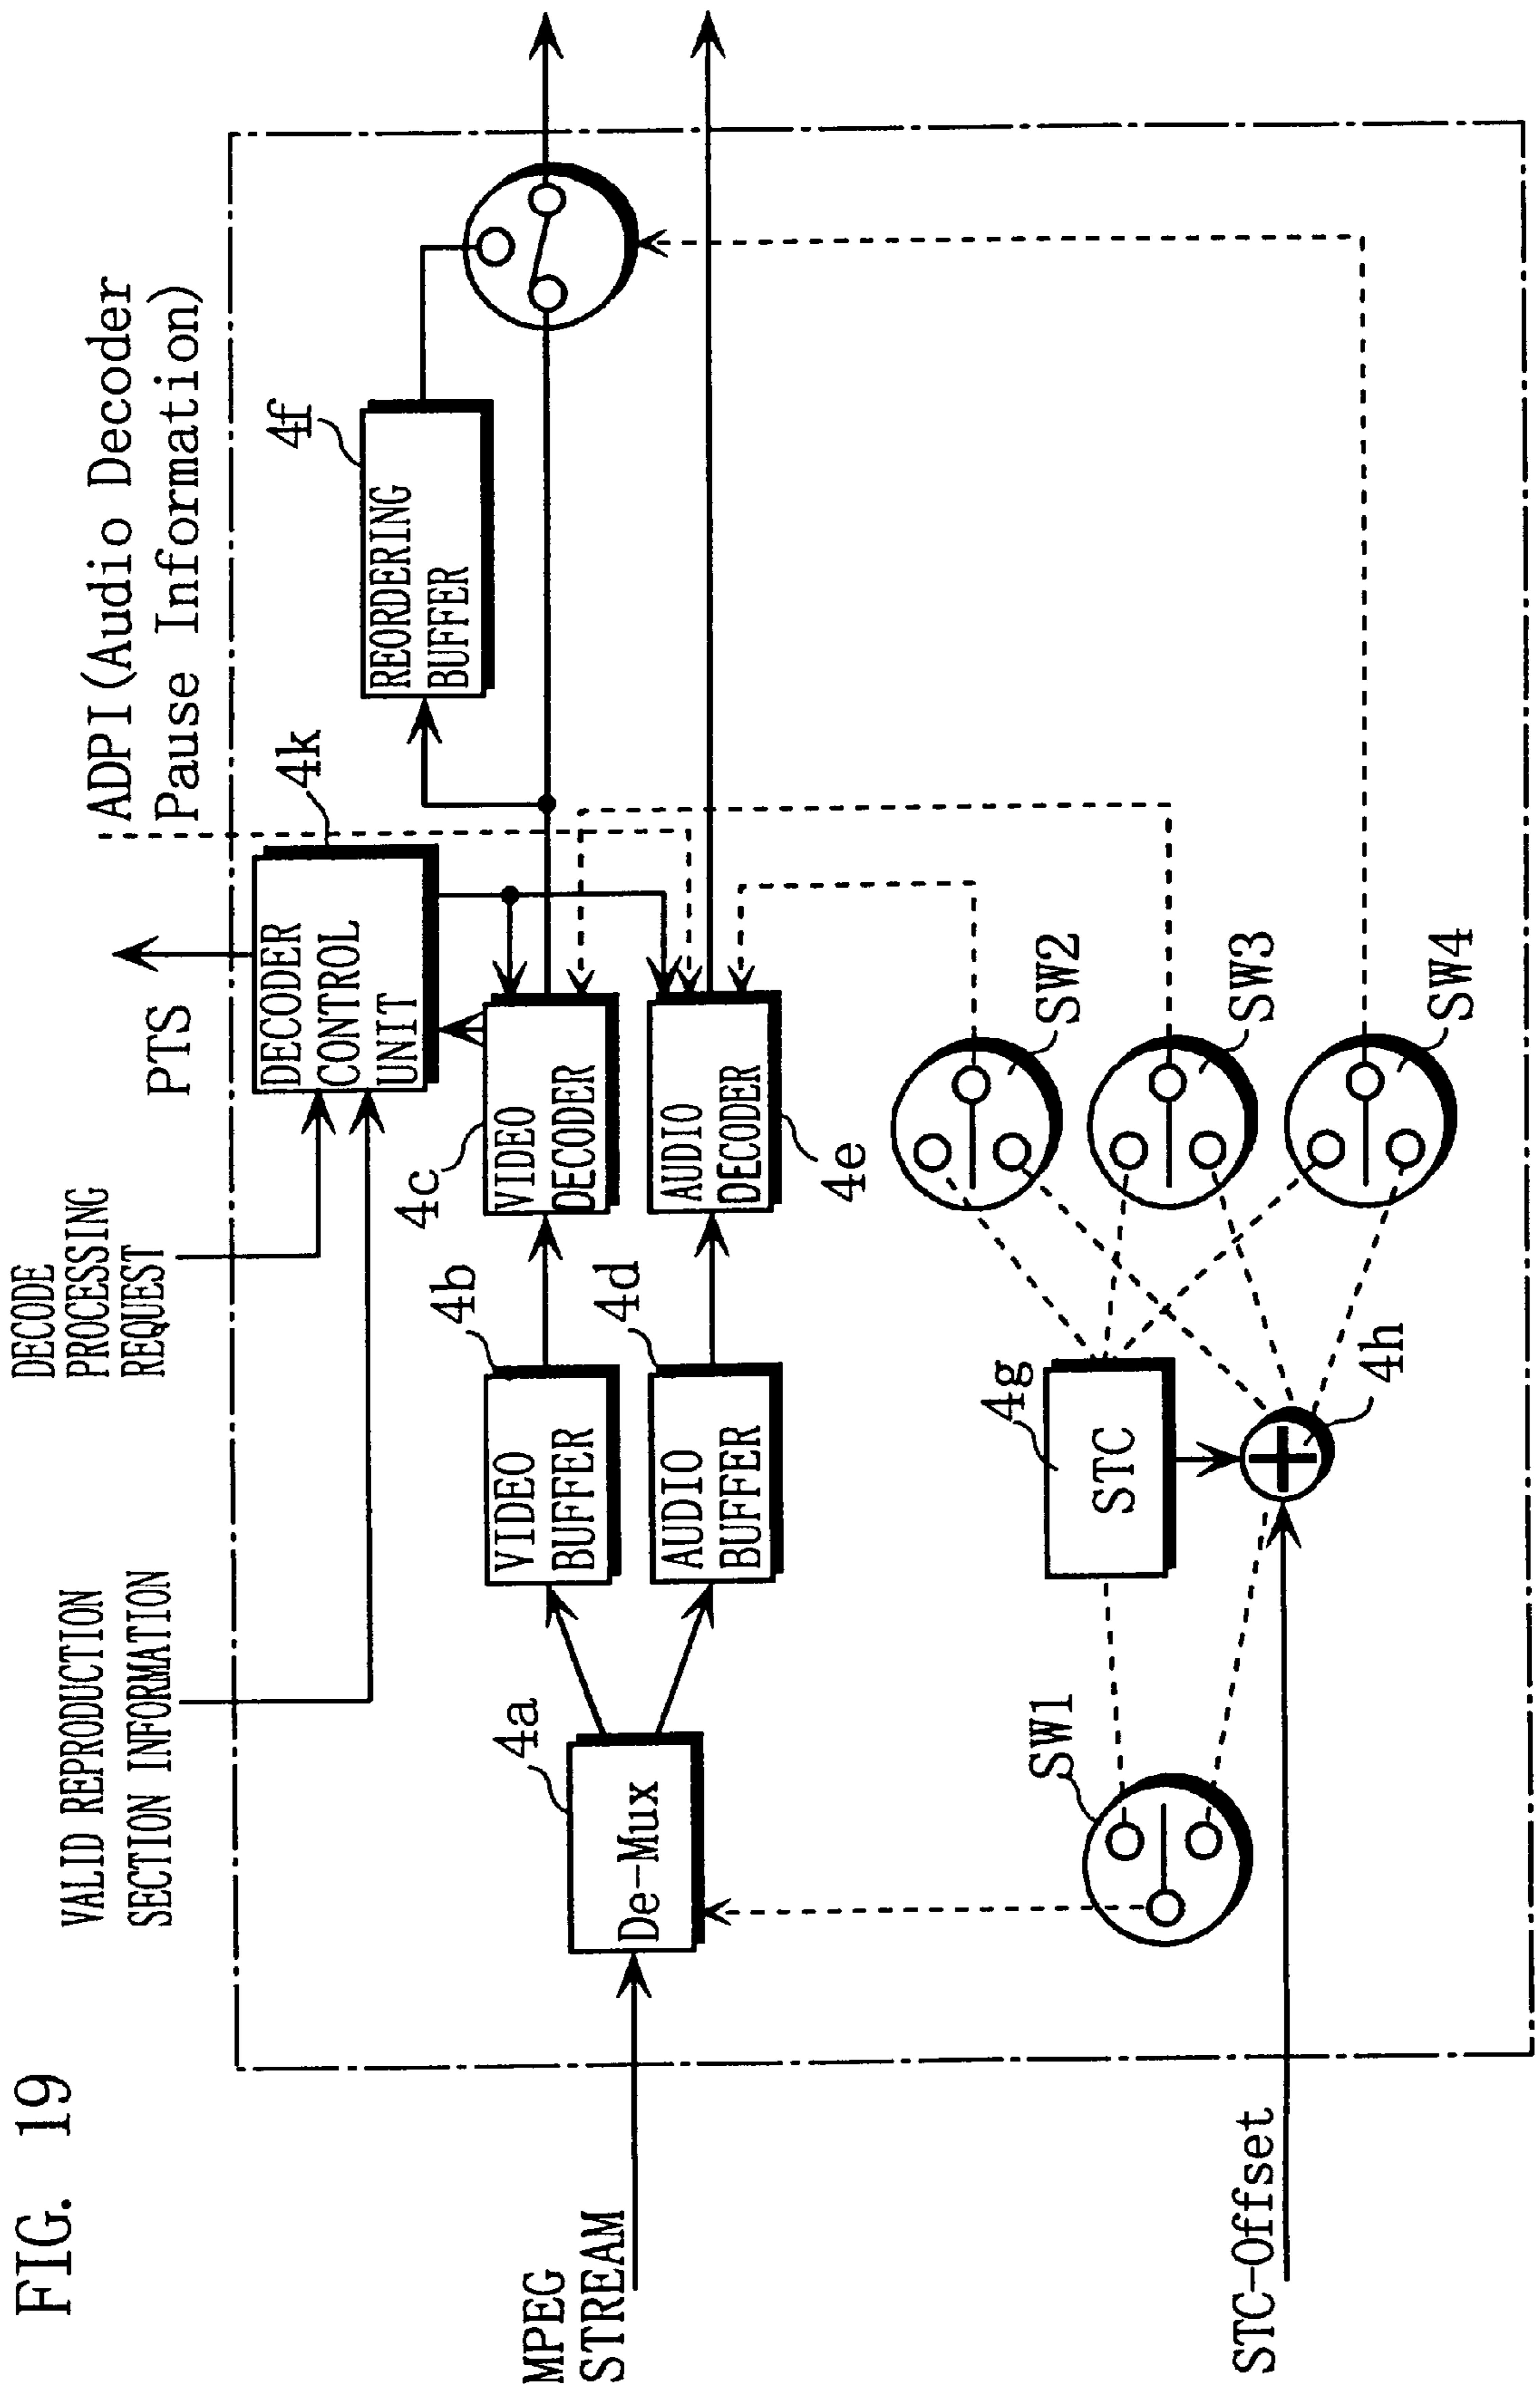 FIG. 19
DECODE
PROCESSING
REQUEST
VALID REPRODUCTION
SECTION INFORMATION
PTS
ADPI(Audio Decoder
Pause Information)
4k
DECODER
CONTROL
UNIT
4f
REORDERING
BUFFER
MPEG
STREAM
4a
De-Mux
4b
VIDEO
BUFFER
4c
VIDEO
DECODER
4d
AUDIO
BUFFER
AUDIO
DECODER
4e
SW1
4g
STC
4h
SW2
SW3
SW4
STC-Offset